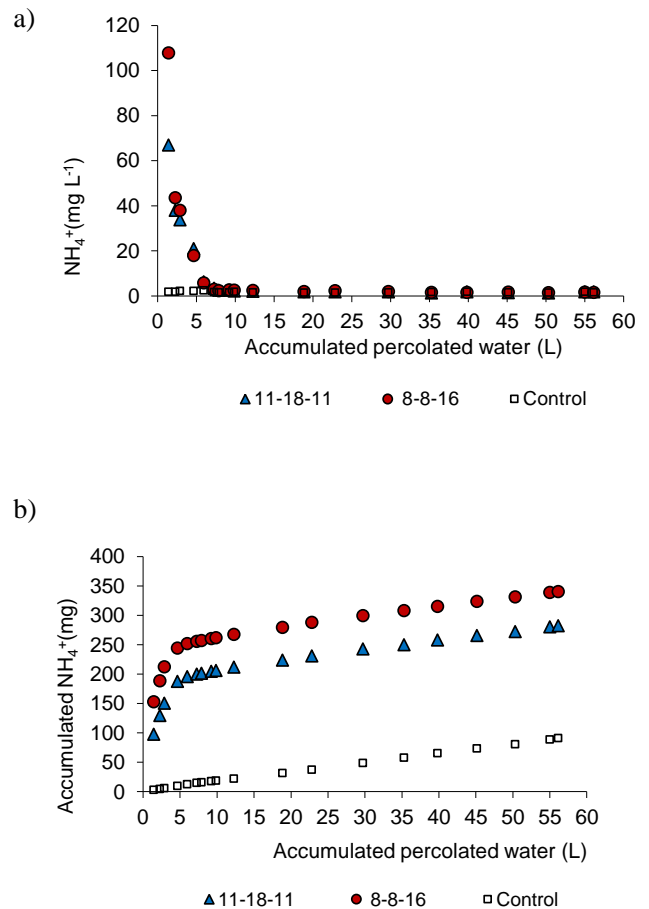 a)
NH₄⁺(mg L⁻¹)
120
100
80
60
40
20
0
0 5 10 15 20 25 30 35 40 45 50 55 60
Accumulated percolated water (L)
11-18-11 8-8-16 Control
b)
Accumulated NH₄⁺(mg)
400
350
300
250
200
150
100
50
0
0 5 10 15 20 25 30 35 40 45 50 55 60
Accumulated percolated water (L)
11-18-11 8-8-16 Control